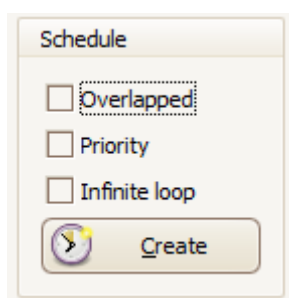 Schedule
Overlapped
Priority
Infinite loop
Create